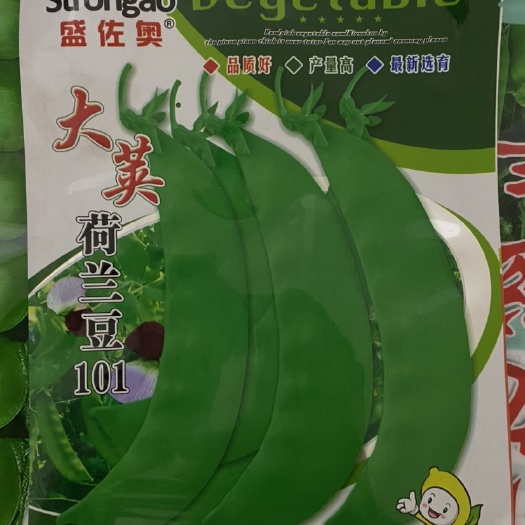 Strongao Vegetable
盛佐奥®
品质好 产量高 最新选育
大荚
荷兰豆
101